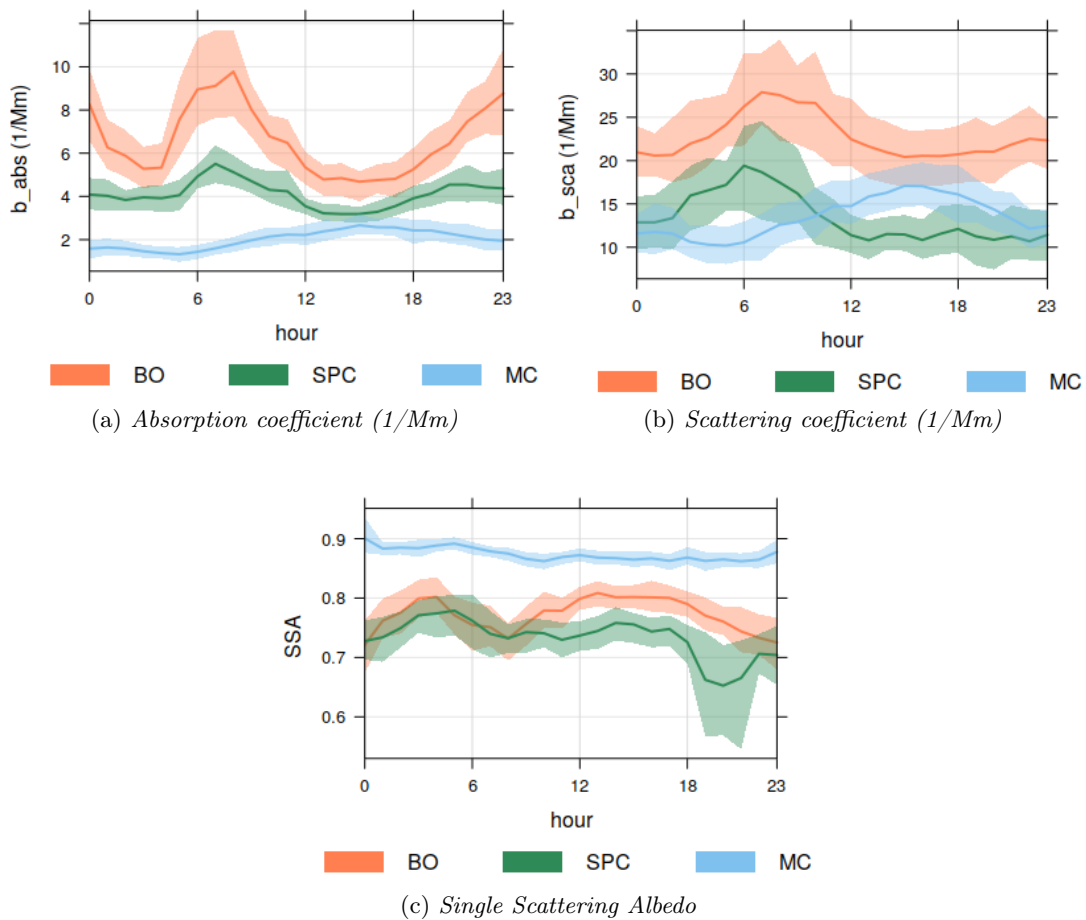 b_abs (1/Mm)
10
8
6
4
2
0 6 12 18 23
hour
BO SPC MC
(a) Absorption coefficient (1/Mm)
b_sca (1/Mm)
30
25
20
15
10
0 6 12 18 23
hour
BO SPC MC
(b) Scattering coefficient (1/Mm)
SSA
0.9
0.8
0.7
0.6
0 6 12 18 23
hour
BO SPC MC
(c) Single Scattering Albedo